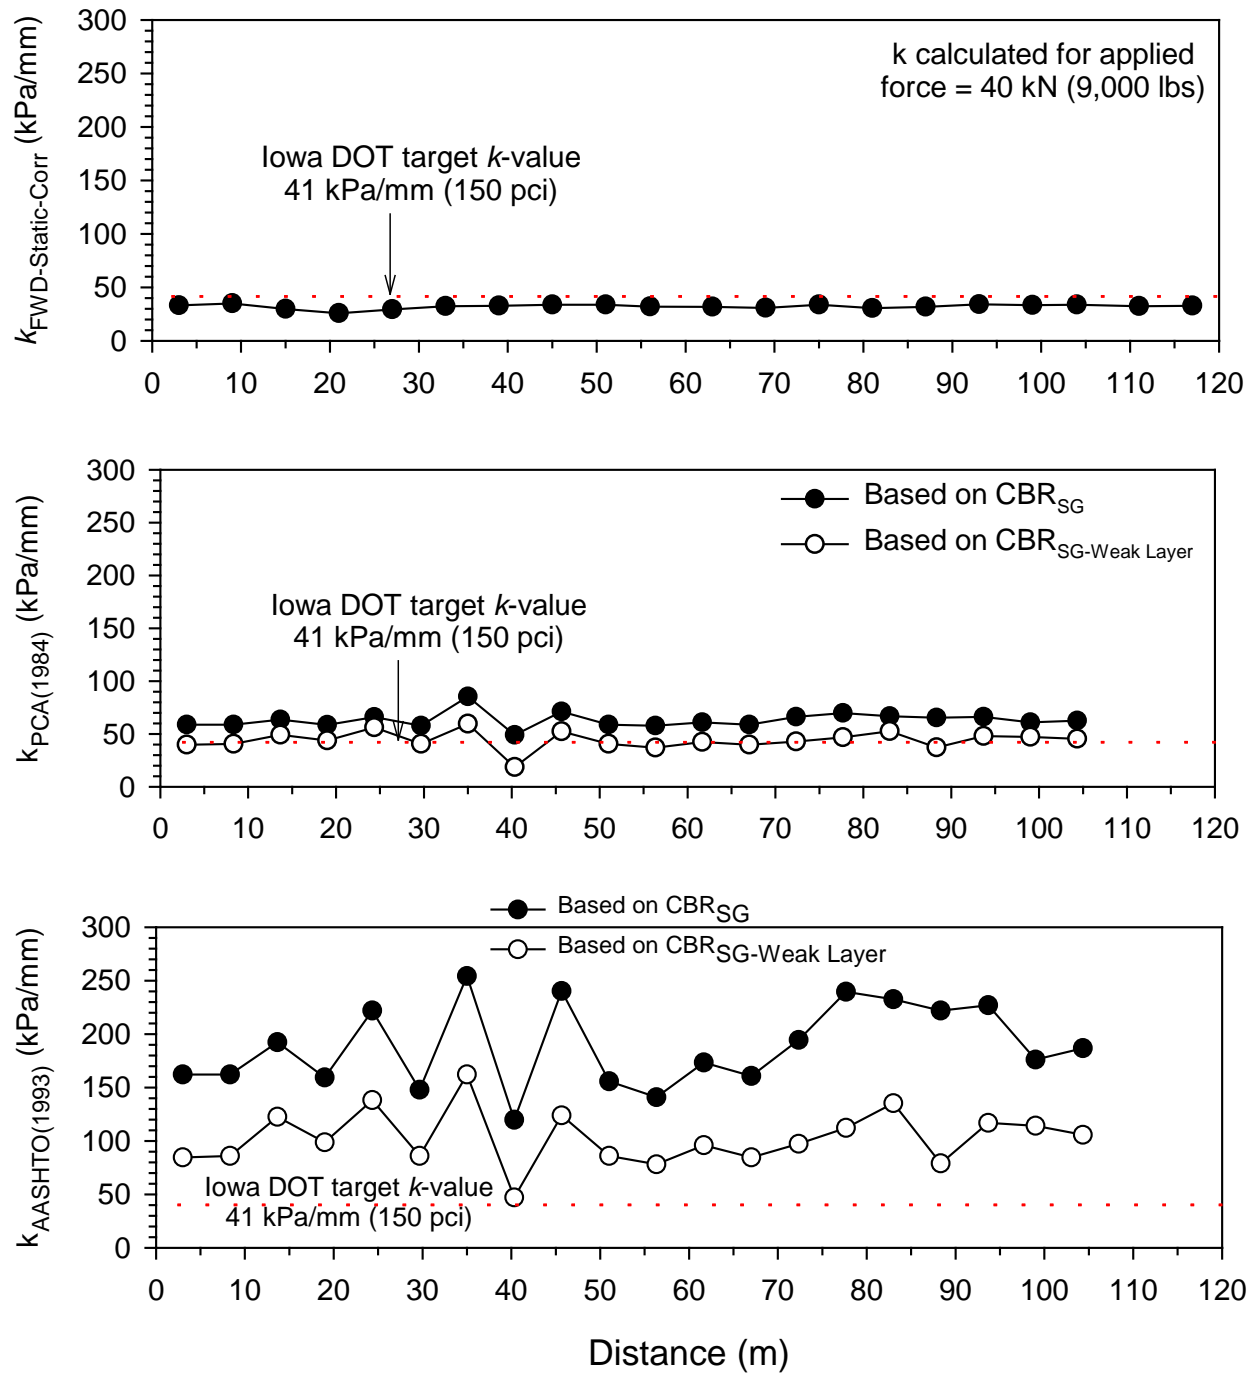 k calculated for applied
force = 40 kN (9,000 lbs)
Iowa DOT target k-value
41 kPa/mm (150 pci)
kFWD-Static-Corr (kPa/mm)
300
250
200
150
100
50
0
0 10 20 30 40 50 60 70 80 90 100 110 120
Based on CBRSG
Based on CBRSG-Weak Layer
Iowa DOT target k-value
41 kPa/mm (150 pci)
kPCA(1984) (kPa/mm)
300
250
200
150
100
50
0
0 10 20 30 40 50 60 70 80 90 100 110 120
Based on CBRSG
Based on CBRSG-Weak Layer
Iowa DOT target k-value
41 kPa/mm (150 pci)
kAASHTO(1993) (kPa/mm)
300
250
200
150
100
50
0
0 10 20 30 40 50 60 70 80 90 100 110 120
Distance (m)